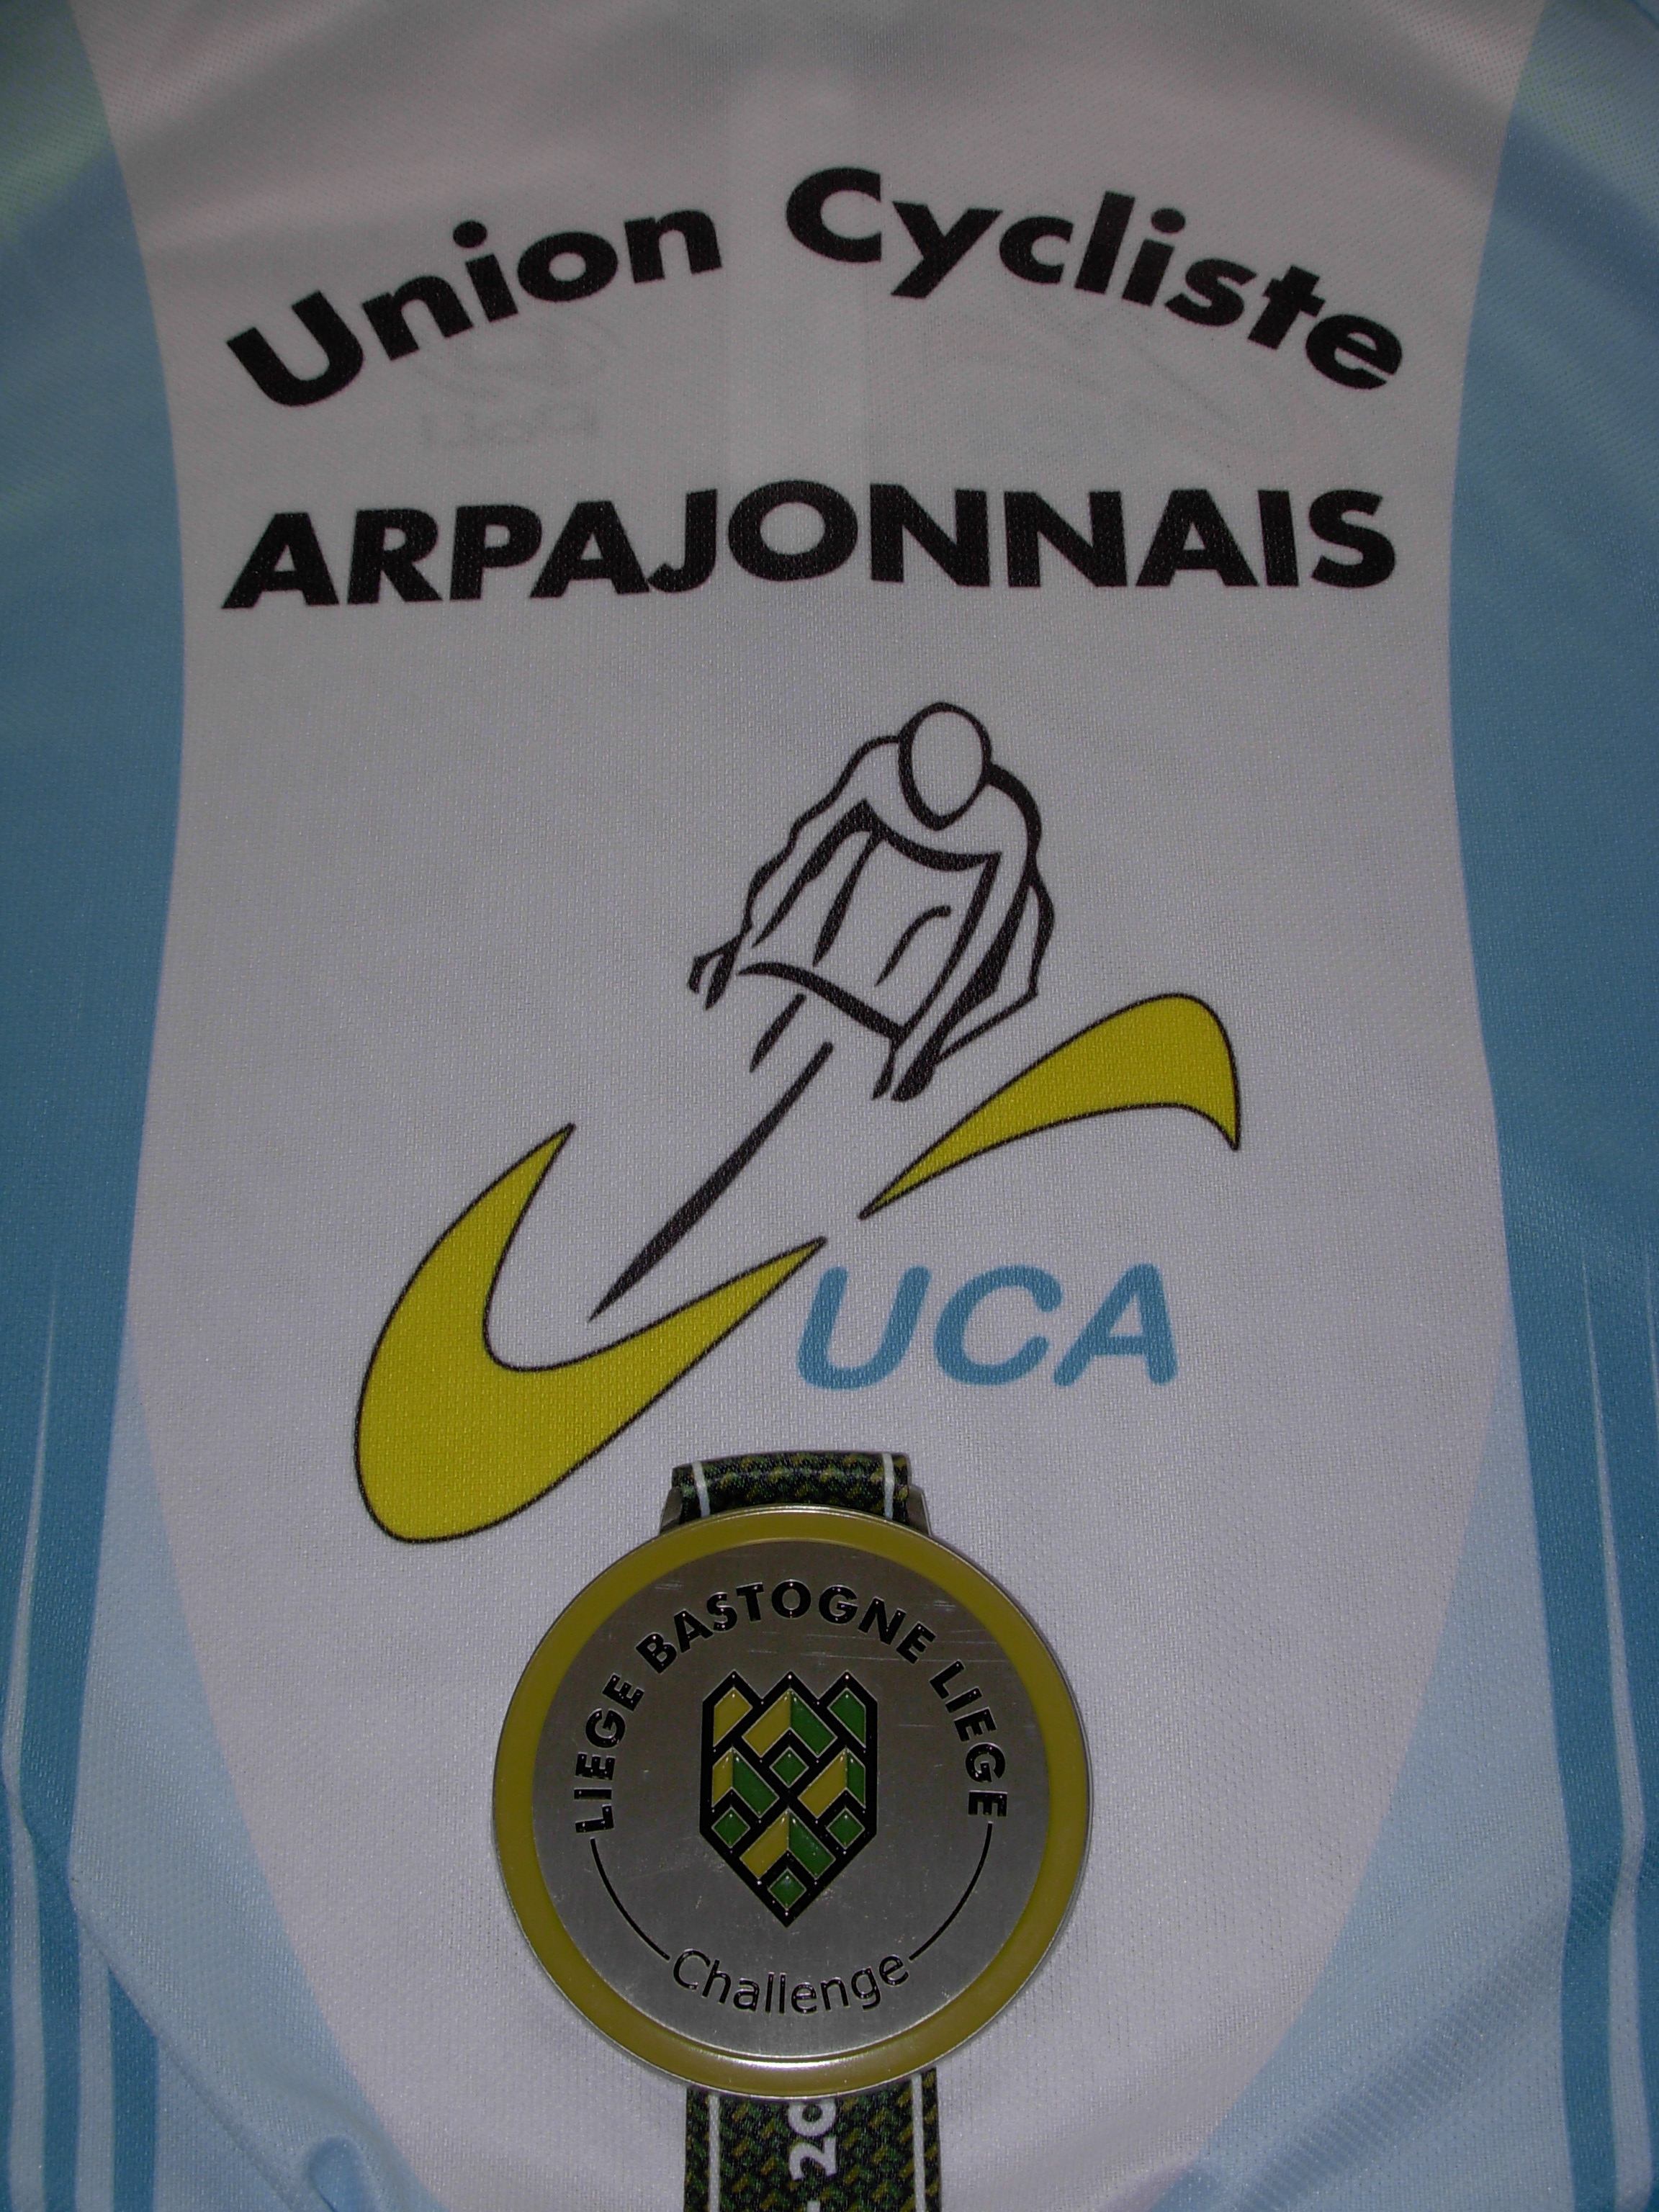 Union Cycliste
ARPAJONNAIS
UCA
LIEGE BASTOGNE LIEGE
Challenge